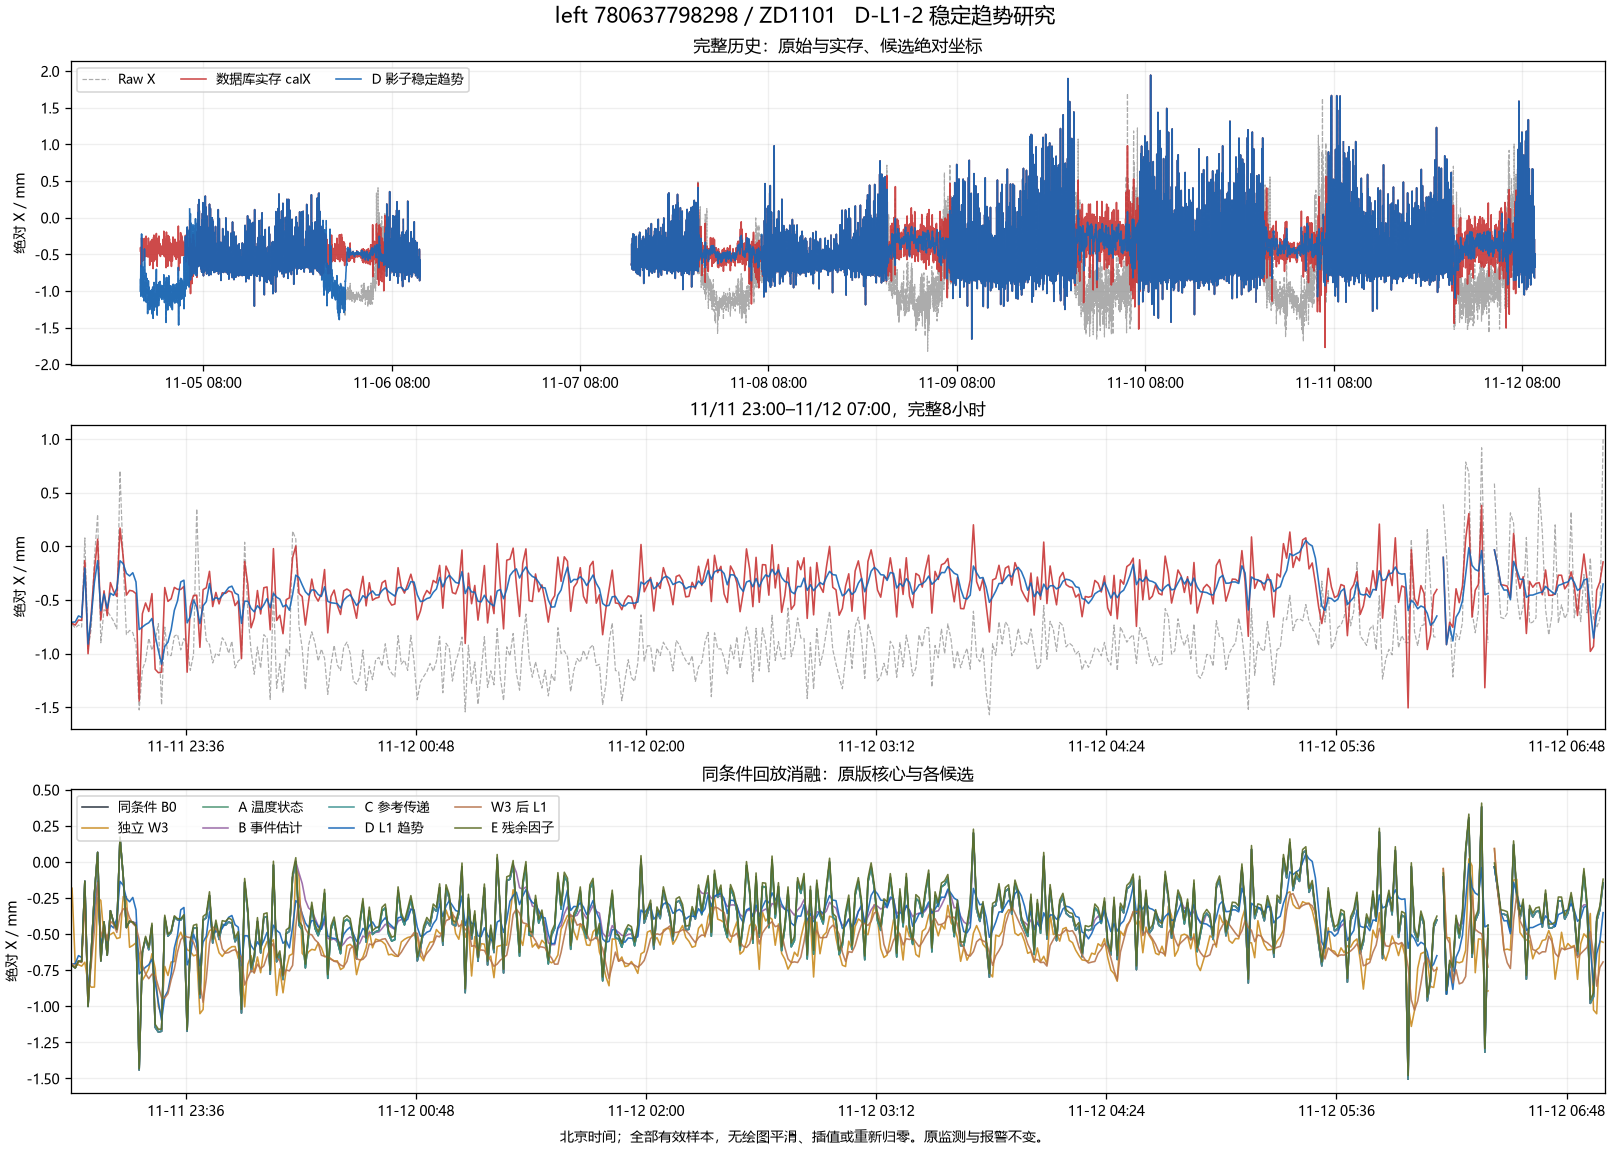 left 780637798298 / ZD1101   D-L1-2 稳定趋势研究
完整历史：原始与实存、候选绝对坐标
Raw X
数据库实存 calX
D 影子稳定趋势
绝对 X / mm
2.0
1.5
1.0
0.5
0.0
-0.5
-1.0
-1.5
-2.0
11-05 08:00
11-06 08:00
11-07 08:00
11-08 08:00
11-09 08:00
11-10 08:00
11-11 08:00
11-12 08:00
11/11 23:00–11/12 07:00，完整8小时
绝对 X / mm
1.0
0.5
0.0
-0.5
-1.0
-1.5
11-11 23:36
11-12 00:48
11-12 02:00
11-12 03:12
11-12 04:24
11-12 05:36
11-12 06:48
同条件回放消融：原版核心与各候选
同条件 B0
A 温度状态
C 参考传递
W3 后 L1
独立 W3
B 事件估计
D L1 趋势
E 残余因子
绝对 X / mm
0.50
0.25
0.00
-0.25
-0.50
-0.75
-1.00
-1.25
-1.50
11-11 23:36
11-12 00:48
11-12 02:00
11-12 03:12
11-12 04:24
11-12 05:36
11-12 06:48
北京时间；全部有效样本，无绘图平滑、插值或重新归零。原监测与报警不变。